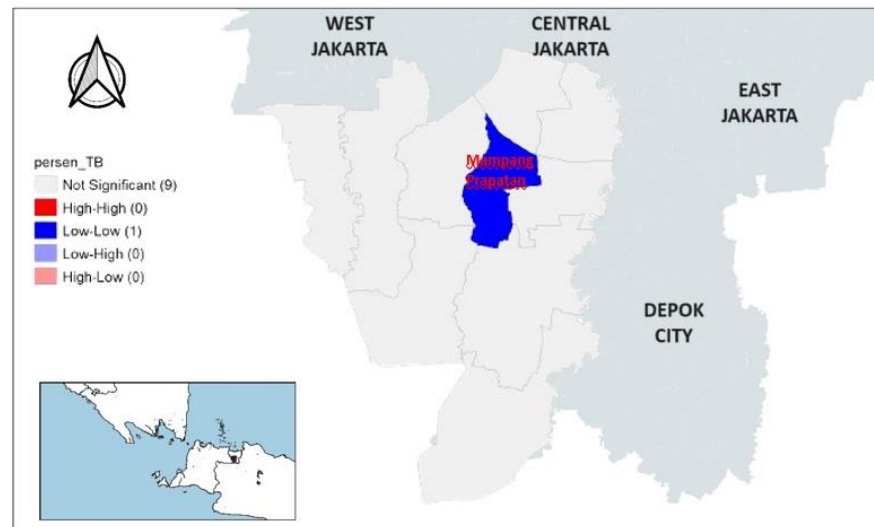 WEST
JAKARTA
CENTRAL
JAKARTA
EAST
JAKARTA
persen_TB
Not Significant (9)
High-High (0)
Low-Low (1)
Low-High (0)
High-Low (0)
Mampang
Prapatan
DEPOK
CITY